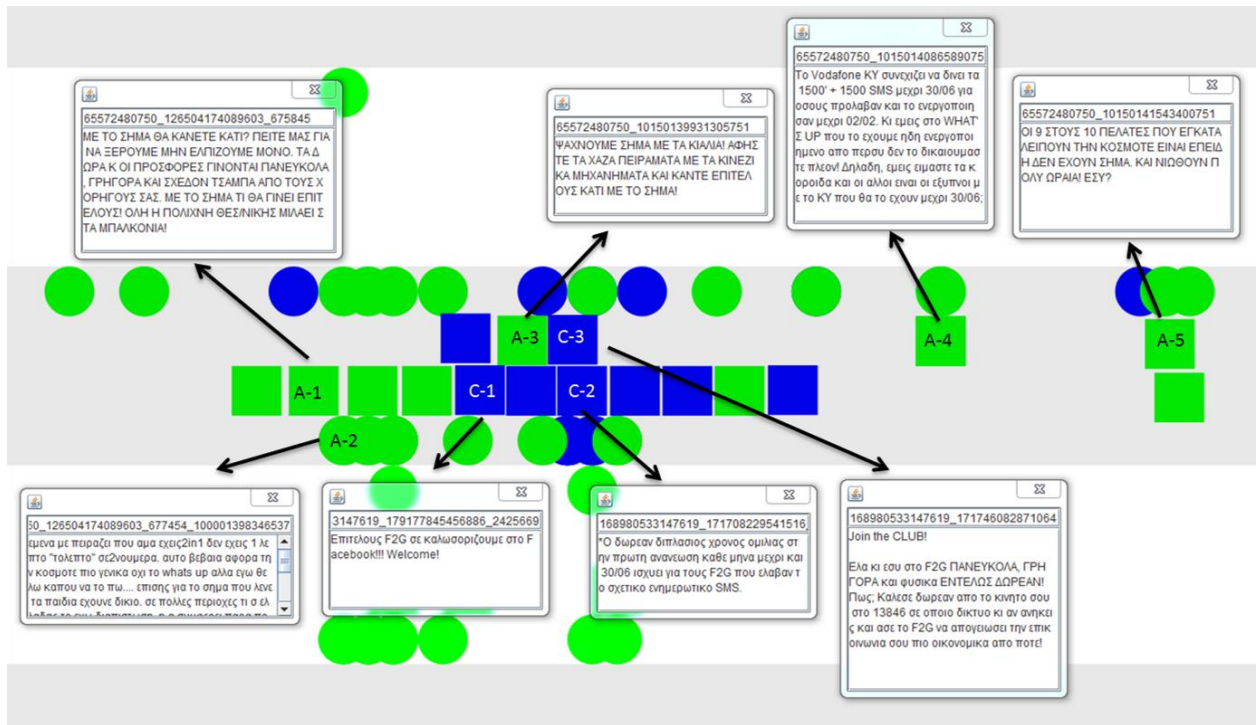 65572480750_126504174089603_675845
ΜΕ ΤΟ ΣΗΜΑ ΘΑ ΚΑΝΕΤΕ ΚΑΤΙ? ΠΕΙΤΕ ΜΑΣ ΓΙΑ
ΝΑ ΞΕΡΟΥΜΕ ΜΗΝ ΕΛΠΙΖΟΥΜΕ ΜΟΝΟ. ΤΑ Δ
ΩΡΑ Κ ΟΙ ΠΡΟΣΦΟΡΕΣ ΓΙΝΟΝΤΑΙ ΠΑΝΕΥΚΟΛΑ
, ΓΡΗΓΟΡΑ ΚΑΙ ΣΧΕΔΟΝ ΤΣΑΜΠΑ ΑΠΟ ΤΟΥΣ Χ
ΟΡΗΓΟΥΣ ΣΑΣ. ΜΕ ΤΟ ΣΗΜΑ ΤΙ ΘΑ ΓΙΝΕΙ ΕΠΙΤ
ΕΛΟΥΣ! ΟΛΗ Η ΠΟΛΙΧΝΗ ΘΕΣ/ΝΙΚΗΣ ΜΙΛΑΕΙ Σ
ΤΑ ΜΠΑΛΚΟΝΙΑ!
65572480750_10150139931305751
ΨΑΧΝΟΥΜΕ ΣΗΜΑ ΜΕ ΤΑ ΚΙΑΛΙΑ! ΑΦΗΣ
ΤΕ ΤΑ ΧΑΖΑ ΠΕΙΡΑΜΑΤΑ ΜΕ ΤΑ ΚΙΝΕΖΙ
ΚΑ ΜΗΧΑΝΗΜΑΤΑ ΚΑΙ ΚΑΝΤΕ ΕΠΙΤΕΛ
ΟΥΣ ΚΑΤΙ ΜΕ ΤΟ ΣΗΜΑ!
65572480750_1015014086589075
Το Vodafone KY συνεχιζει να δινει τα
1500' + 1500 SMS μεχρι 30/06 για
οσους προλαβαν και το ενεργοποιη
σαν μεχρι 02/02. Κι εμεις στο WHAT'
Σ UP που το εχουμε ηδη ενεργοποι
ημενο απο περσυ δεν το δικαιουμασ
τε πλεον! Δηλαδη, εμεις ειμαστε τα κ
οροιδα και οι αλλοι ειναι οι εξυπνοι μ
ε το ΚΥ που θα το εχουν μεχρι 30/06;
65572480750_10150141543400751
ΟΙ 9 ΣΤΟΥΣ 10 ΠΕΛΑΤΕΣ ΠΟΥ ΕΓΚΑΤΑ
ΛΕΙΠΟΥΝ ΤΗΝ ΚΟΣΜΟΤΕ ΕΙΝΑΙ ΕΠΕΙΔ
Η ΔΕΝ ΕΧΟΥΝ ΣΗΜΑ. ΚΑΙ ΝΙΩΘΟΥΝ Π
ΟΛΥ ΩΡΑΙΑ! ΕΣΥ?
A-3
C-3
A-4
A-5
A-1
C-1
C-2
A-2
50_126504174089603_677454_100001398346537
εμενα με πειραζει που αμα εχεις2in1 δεν εχεις 1 λε
πτο "τολεπτο" σε2νουμερα. αυτο βεβαια αφορα τη
ν κοσμοτε πιο γενικα οχι το whats up αλλα εγω θε
λω καπου να το πω.... επισης για το σημα που λενε
τα παιδια εχουνε δικιο. σε πολλες περιοχες τι σ ελ
3147619_179177845456886_2425669
Επιτελους F2G σε καλωσοριζουμε στο F
acebook!!! Welcome!
168980533147619_171708229541516_
*Ο δωρεαν διπλασιος χρονος ομιλιας στ
ην πρωτη ανανεωση καθε μηνα μεχρι και
30/06 ισχυει για τους F2G που ελαβαν τ
ο σχετικο ενημερωτικο SMS.
168980533147619_171746082871064
Join the CLUB!
Ελα κι εσυ στο F2G ΠΑΝΕΥΚΟΛΑ, ΓΡΗ
ΓΟΡΑ και φυσικα ΕΝΤΕΛΩΣ ΔΩΡΕΑΝ!
Πως; Καλεσε δωρεαν απο το κινητο σου
στο 13846 σε οποιο δικτυο κι αν ανηκει
ς και ασε το F2G να απογειωσει την επικ
οινωνια σου πιο οικονομικα απο ποτε!